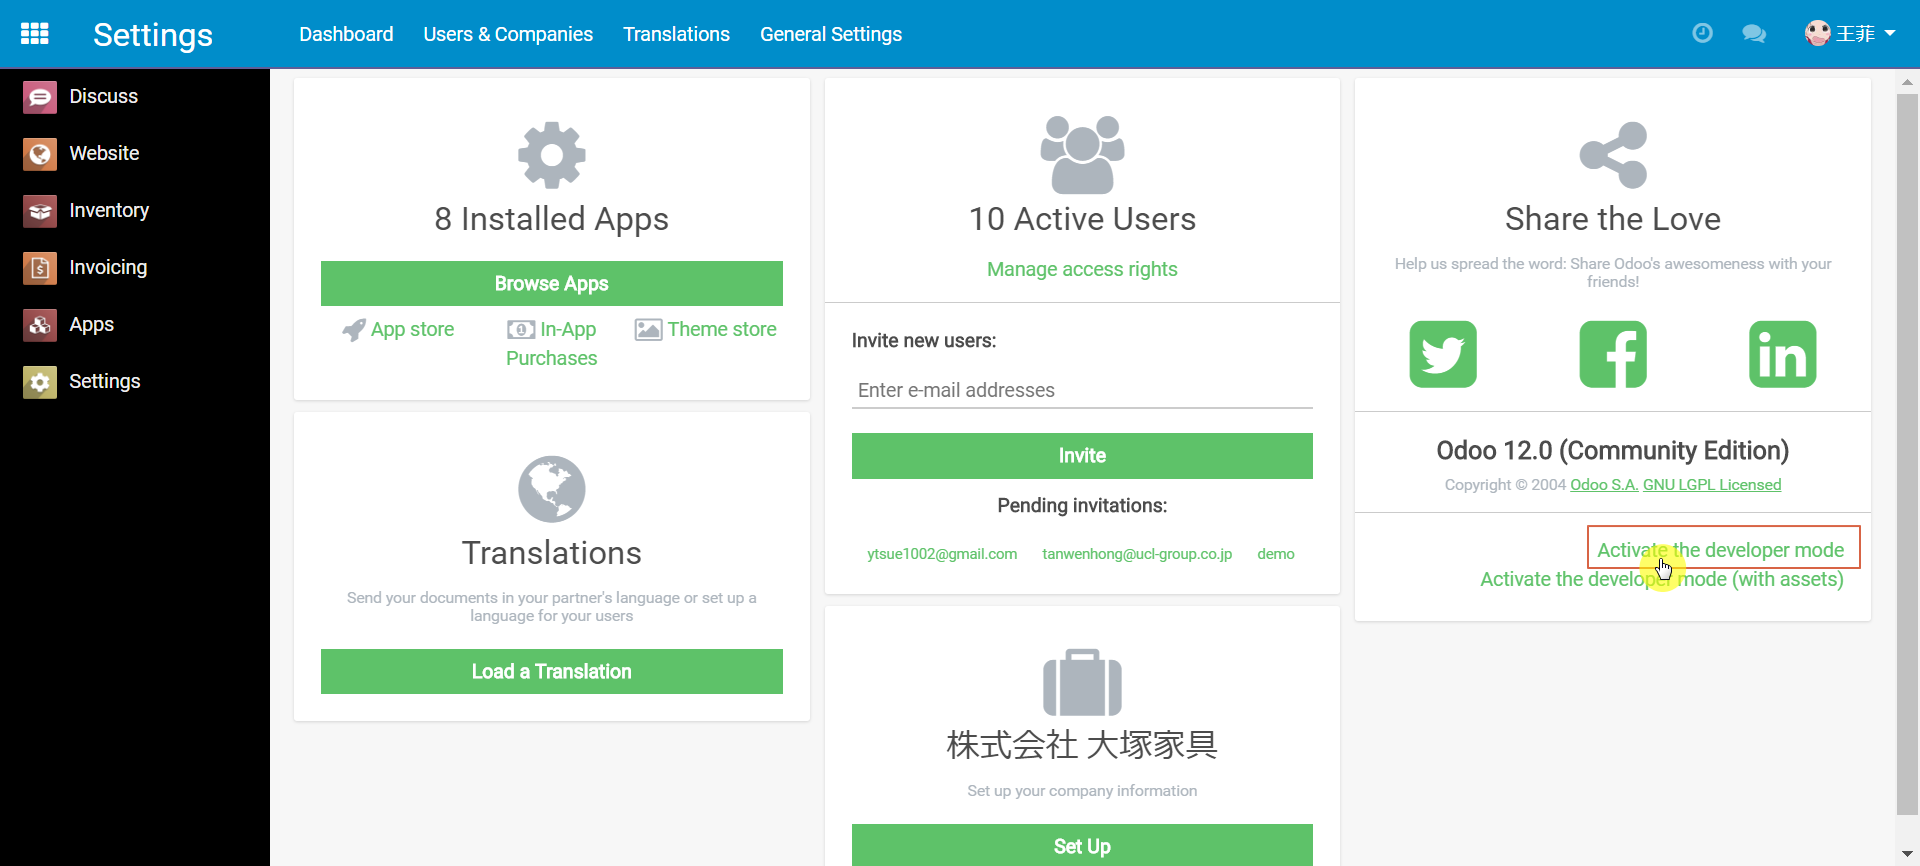 Settings
Dashboard
Users & Companies
Translations
General Settings
王菲
Discuss
Website
Inventory
Invoicing
Apps
Settings
8 Installed Apps
Browse Apps
App store
In-App
Purchases
Theme store
Translations
Send your documents in your partner's language or set up a
language for your users
Load a Translation
10 Active Users
Manage access rights
Invite new users:
Enter e-mail addresses
Invite
Pending invitations:
ytsue1002@gmail.com
tanwenhong@ucl-group.co.jp
demo
株式会社 大塚家具
Set up your company information
Set Up
Share the Love
Help us spread the word: Share Odoo's awesomeness with your
friends!
Odoo 12.0 (Community Edition)
Copyright © 2004 Odoo S.A. GNU LGPL Licensed
Activate the developer mode
Activate the developer mode (with assets)